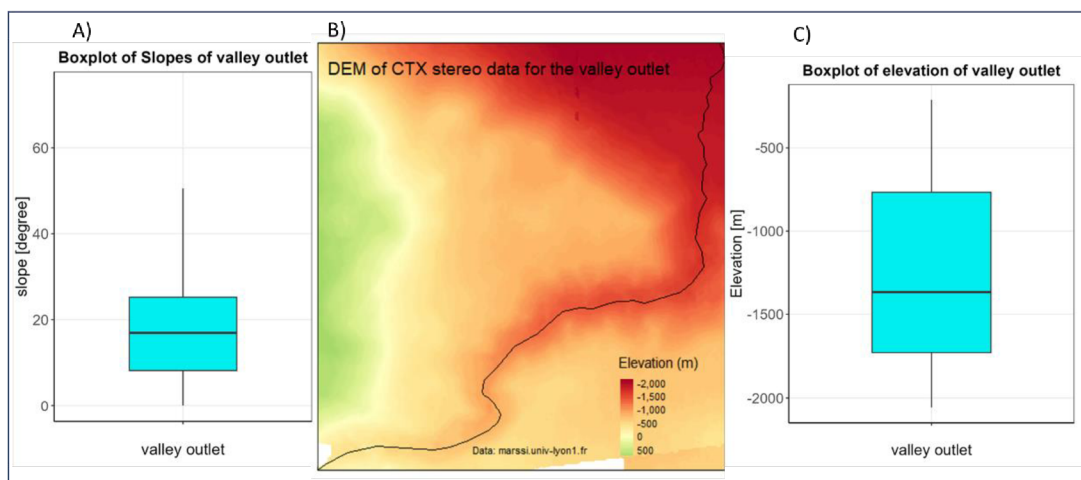 A)
Boxplot of Slopes of valley outlet
slope [degree]
60
40
20
0
valley outlet
B)
DEM of CTX stereo data for the valley outlet
Elevation (m)
-2,000
-1,500
-1,000
-500
0
500
Data: marssi.univ-lyon1.fr
C)
Boxplot of elevation of valley outlet
Elevation [m]
-500
-1000
-1500
-2000
valley outlet